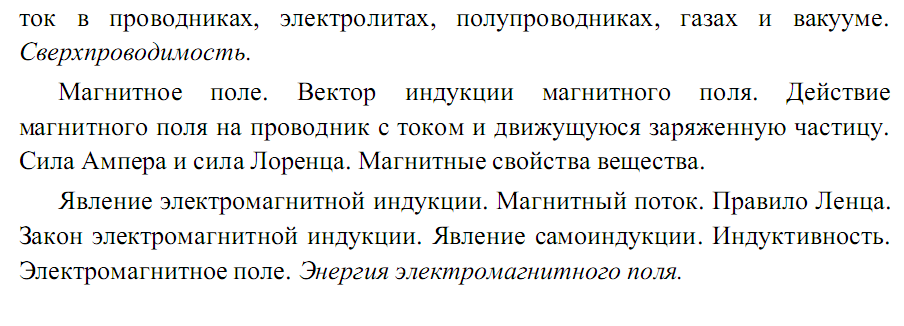 ток в проводниках, электролитах, полупроводниках, газах и вакууме.
Сверхпроводимость.
Магнитное поле. Вектор индукции магнитного поля. Действие
магнитного поля на проводник с током и движущуюся заряженную частицу.
Сила Ампера и сила Лоренца. Магнитные свойства вещества.
Явление электромагнитной индукции. Магнитный поток. Правило Ленца.
Закон электромагнитной индукции. Явление самоиндукции. Индуктивность.
Электромагнитное поле. Энергия электромагнитного поля.